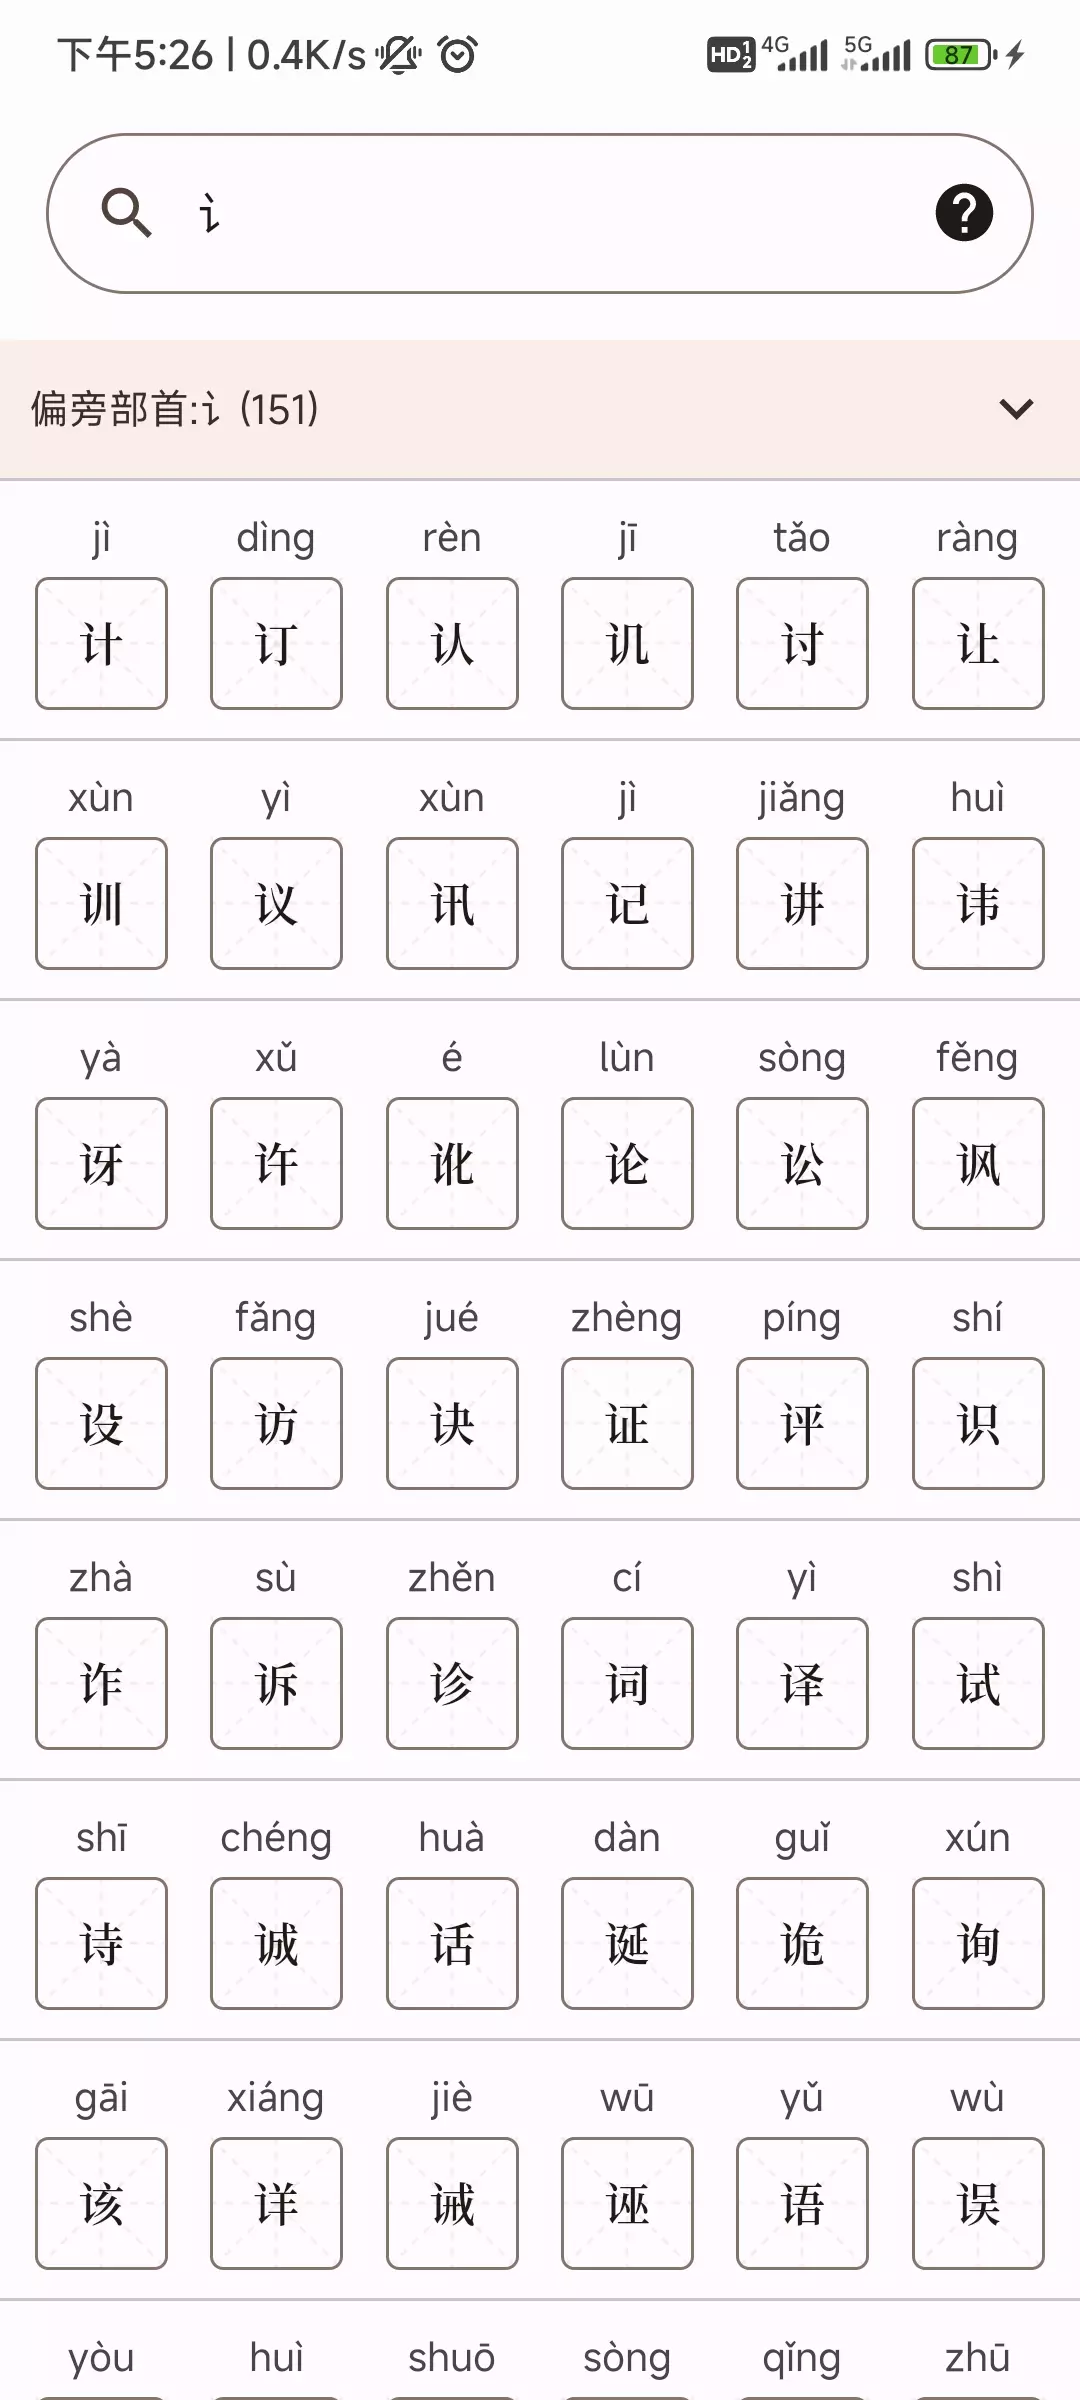 下午5:26 | 0.4K/s HD 1 2 4G 5G 87
讠
偏旁部首:讠 (151)
jì dìng rèn jī tǎo ràng
计 订 认 讥 讨 让
xùn yì xùn jì jiǎng huì
训 议 讯 记 讲 讳
yà xǔ é lùn sòng fěng
讶 许 讹 论 讼 讽
shè fǎng jué zhèng píng shí
设 访 诀 证 评 识
zhà sù zhěn cí yì shì
诈 诉 诊 词 译 试
shī chéng huà dàn guǐ xún
诗 诚 话 诞 诡 询
gāi xiáng jiè wū yǔ wù
该 详 诫 诬 语 误
yòu huì shuō sòng qǐng zhū